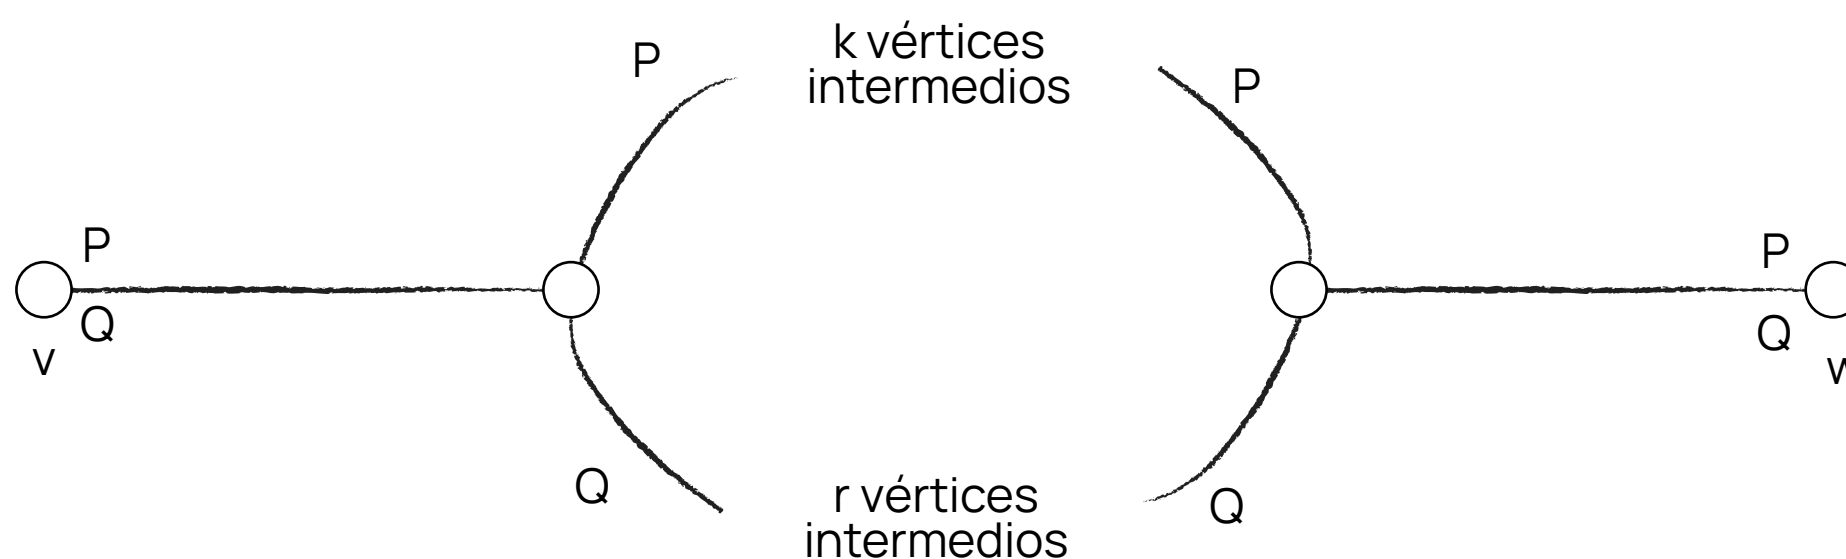 k vértices
intermedios
P
P
P
Q
v
P
Q
w
Q
Q
r vértices
intermedios